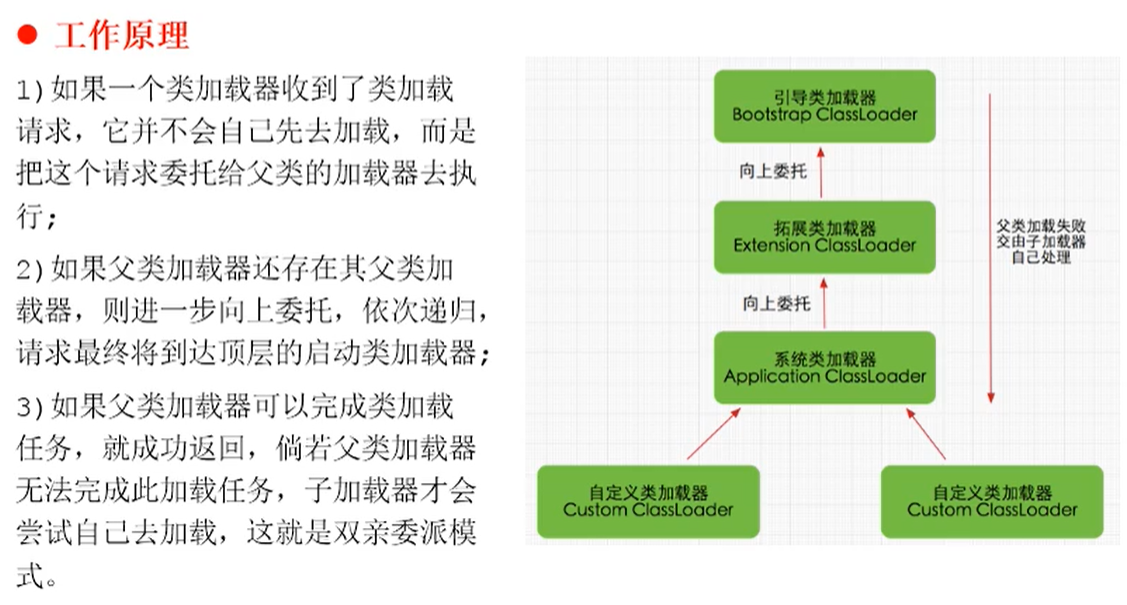 工作原理
1)如果一个类加载器收到了类加载
请求，它并不会自己先去加载，而是
把这个请求委托给父类的加载器去执
行;
2)如果父类加载器还存在其父类加
载器，则进一步向上委托，依次递归，
请求最终将到达顶层的启动类加载器;
3)如果父类加载器可以完成类加载
任务，就成功返回，倘若父类加载器
无法完成此加载任务，子加载器才会
尝试自己去加载，这就是双亲委派模
式。
引导类加载器
Bootstrap ClassLoader
向上委托
拓展类加载器
Extension ClassLoader
父类加载失败
交由子加载器
自己处理
向上委托
系统类加载器
Application ClassLoader
自定义类加载器
Custom ClassLoader
自定义类加载器
Custom ClassLoader